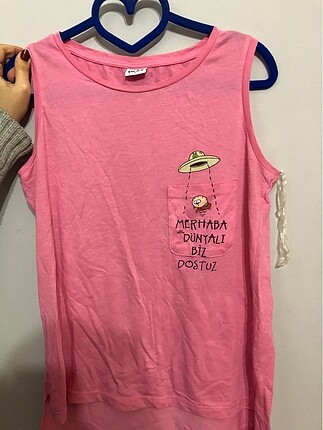 MERHABA
DÜNYALI
BİZ
DOSTUZ